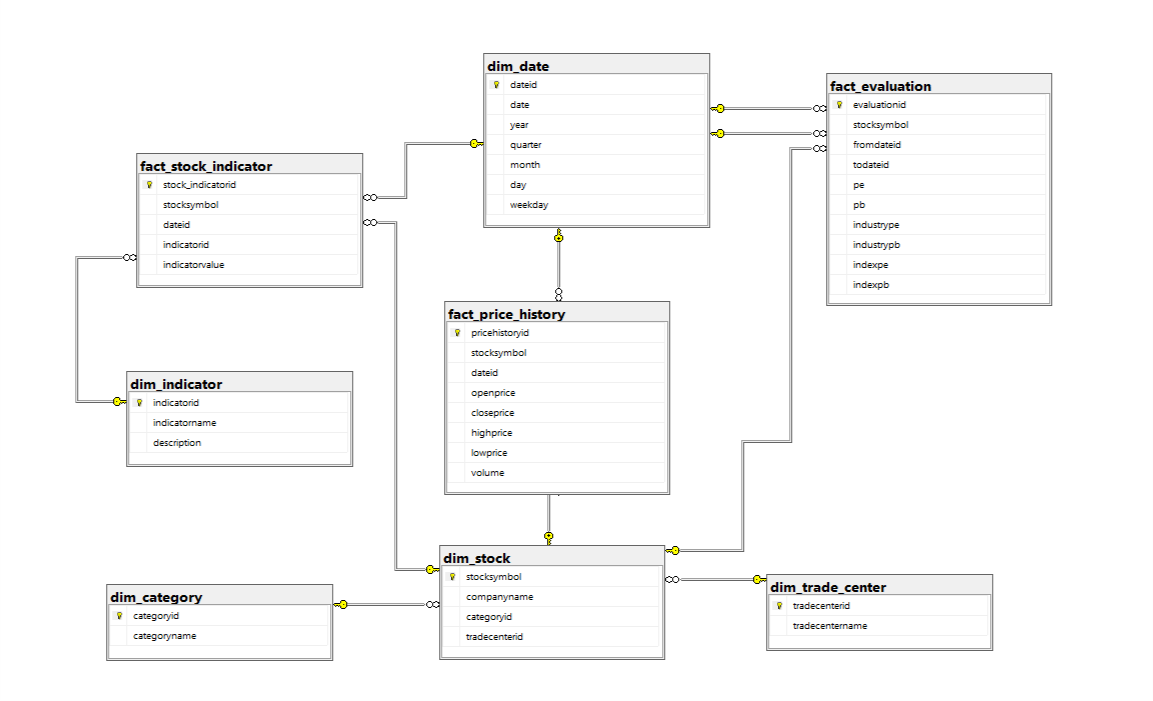 dim_date
dateid
date
year
quarter
month
day
weekday
fact_evaluation
evaluationid
stocksymbol
fromdateid
todateid
pe
pb
industrype
industrypb
indexpe
indexpb
fact_stock_indicator
stock_indicatorid
stocksymbol
dateid
indicatorid
indicatorvalue
fact_price_history
pricehistoryid
stocksymbol
dateid
openprice
closeprice
highprice
lowprice
volume
dim_indicator
indicatorid
indicatorname
description
dim_stock
stocksymbol
companyname
categoryid
tradecenterid
dim_category
categoryid
categoryname
dim_trade_center
tradecenterid
tradecentername